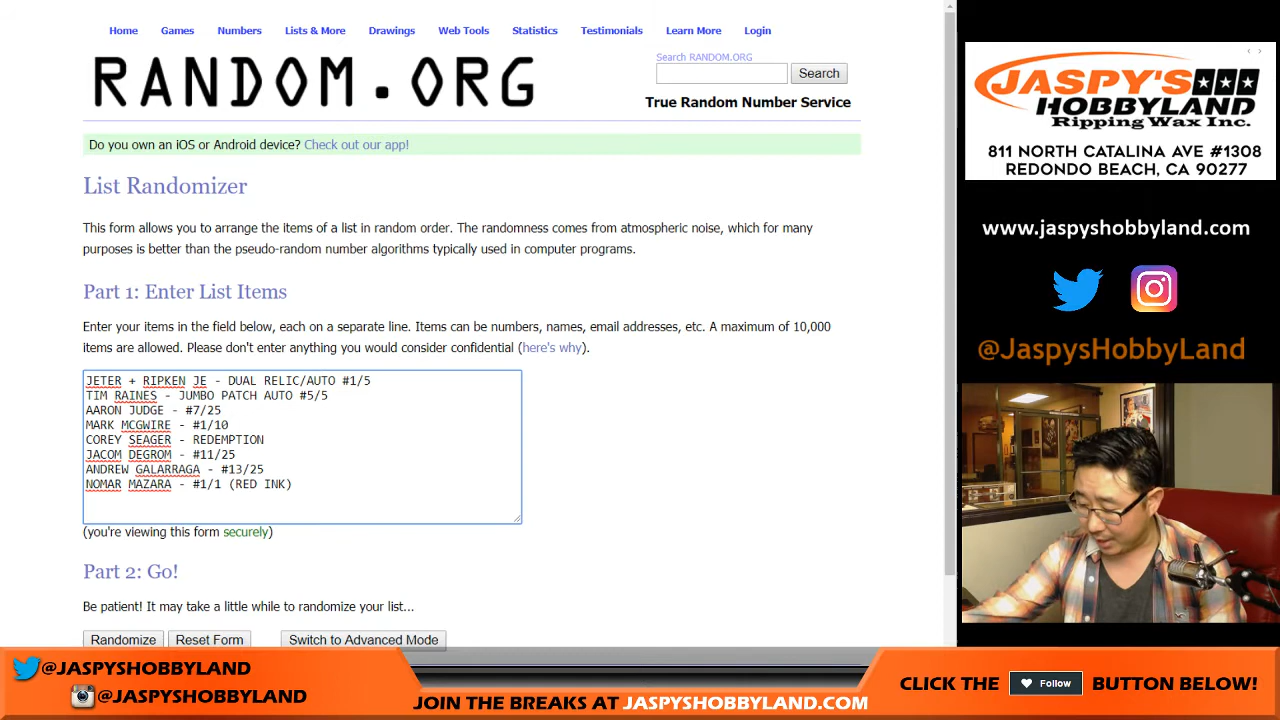 Home Games Numbers Lists & More Drawings Web Tools Statistics Testimonials Learn More Login
RANDOM.ORG
Search RANDOM.ORG
Search
True Random Number Service
Do you own an iOS or Android device? Check out our app!
List Randomizer
This form allows you to arrange the items of a list in random order. The randomness comes from atmospheric noise, which for many
purposes is better than the pseudo-random number algorithms typically used in computer programs.
Part 1: Enter List Items
Enter your items in the field below, each on a separate line. Items can be numbers, names, email addresses, etc. A maximum of 10,000
items are allowed. Please don't enter anything you would consider confidential (here's why).
JETER + RIPKEN JE - DUAL RELIC/AUTO #1/5
TIM RAINES - JUMBO PATCH AUTO #5/5
AARON JUDGE - #7/25
MARK MCGWIRE - #1/10
COREY SEAGER - REDEMPTION
JACOM DEGROM - #11/25
ANDREW GALARRAGA - #13/25
NOMAR MAZARA - #1/1 (RED INK)
(you're viewing this form securely)
Part 2: Go!
Be patient! It may take a little while to randomize your list...
Randomize Reset Form Switch to Advanced Mode
JASPY'S
HOBBYLAND
Ripping Wax Inc.
811 NORTH CATALINA AVE #1308
REDONDO BEACH, CA 90277
www.jaspyshobbyland.com
@JaspysHobbyLand
@JASPYSHOBBYLAND
@JASPYSHOBBYLAND
JOIN THE BREAKS AT JASPYSHOBBYLAND.COM
CLICK THE Follow BUTTON BELOW!